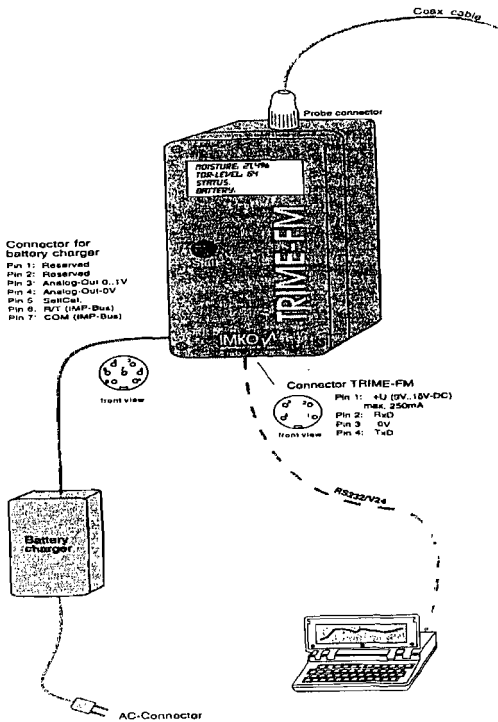 Coax cable
Probe connector
MOISTURE: 21.4%
TDR-LEVEL: 64
STATUS:
BATTERY:
TRIME-FM
IMKO
Connector for
battery charger
Pin 1: Reserved
Pin 2: Reserved
Pin 3: Analog-Out 0..1V
Pin 4: Analog-Out-0V
Pin 5 SellCal.
Pin 6: R/T (IMP-Bus)
Pin 7: COM (IMP-Bus)
front view
Connector TRIME-FM
Pin 1: +U (9V..15V-DC)
max. 250mA
Pin 2: RxD
Pin 3 0V
Pin 4: TxD
front view
RS232/V24
Battery
charger
AC-Connector